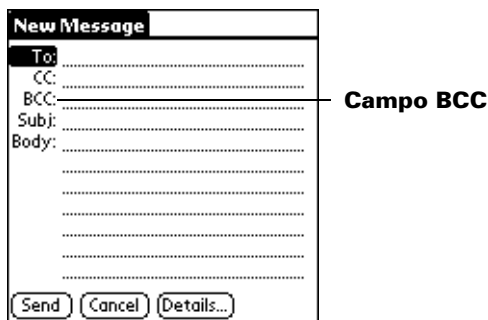 New Message
To:
CC:
BCC: Campo BCC
Subj:
Body:
Send Cancel Details...